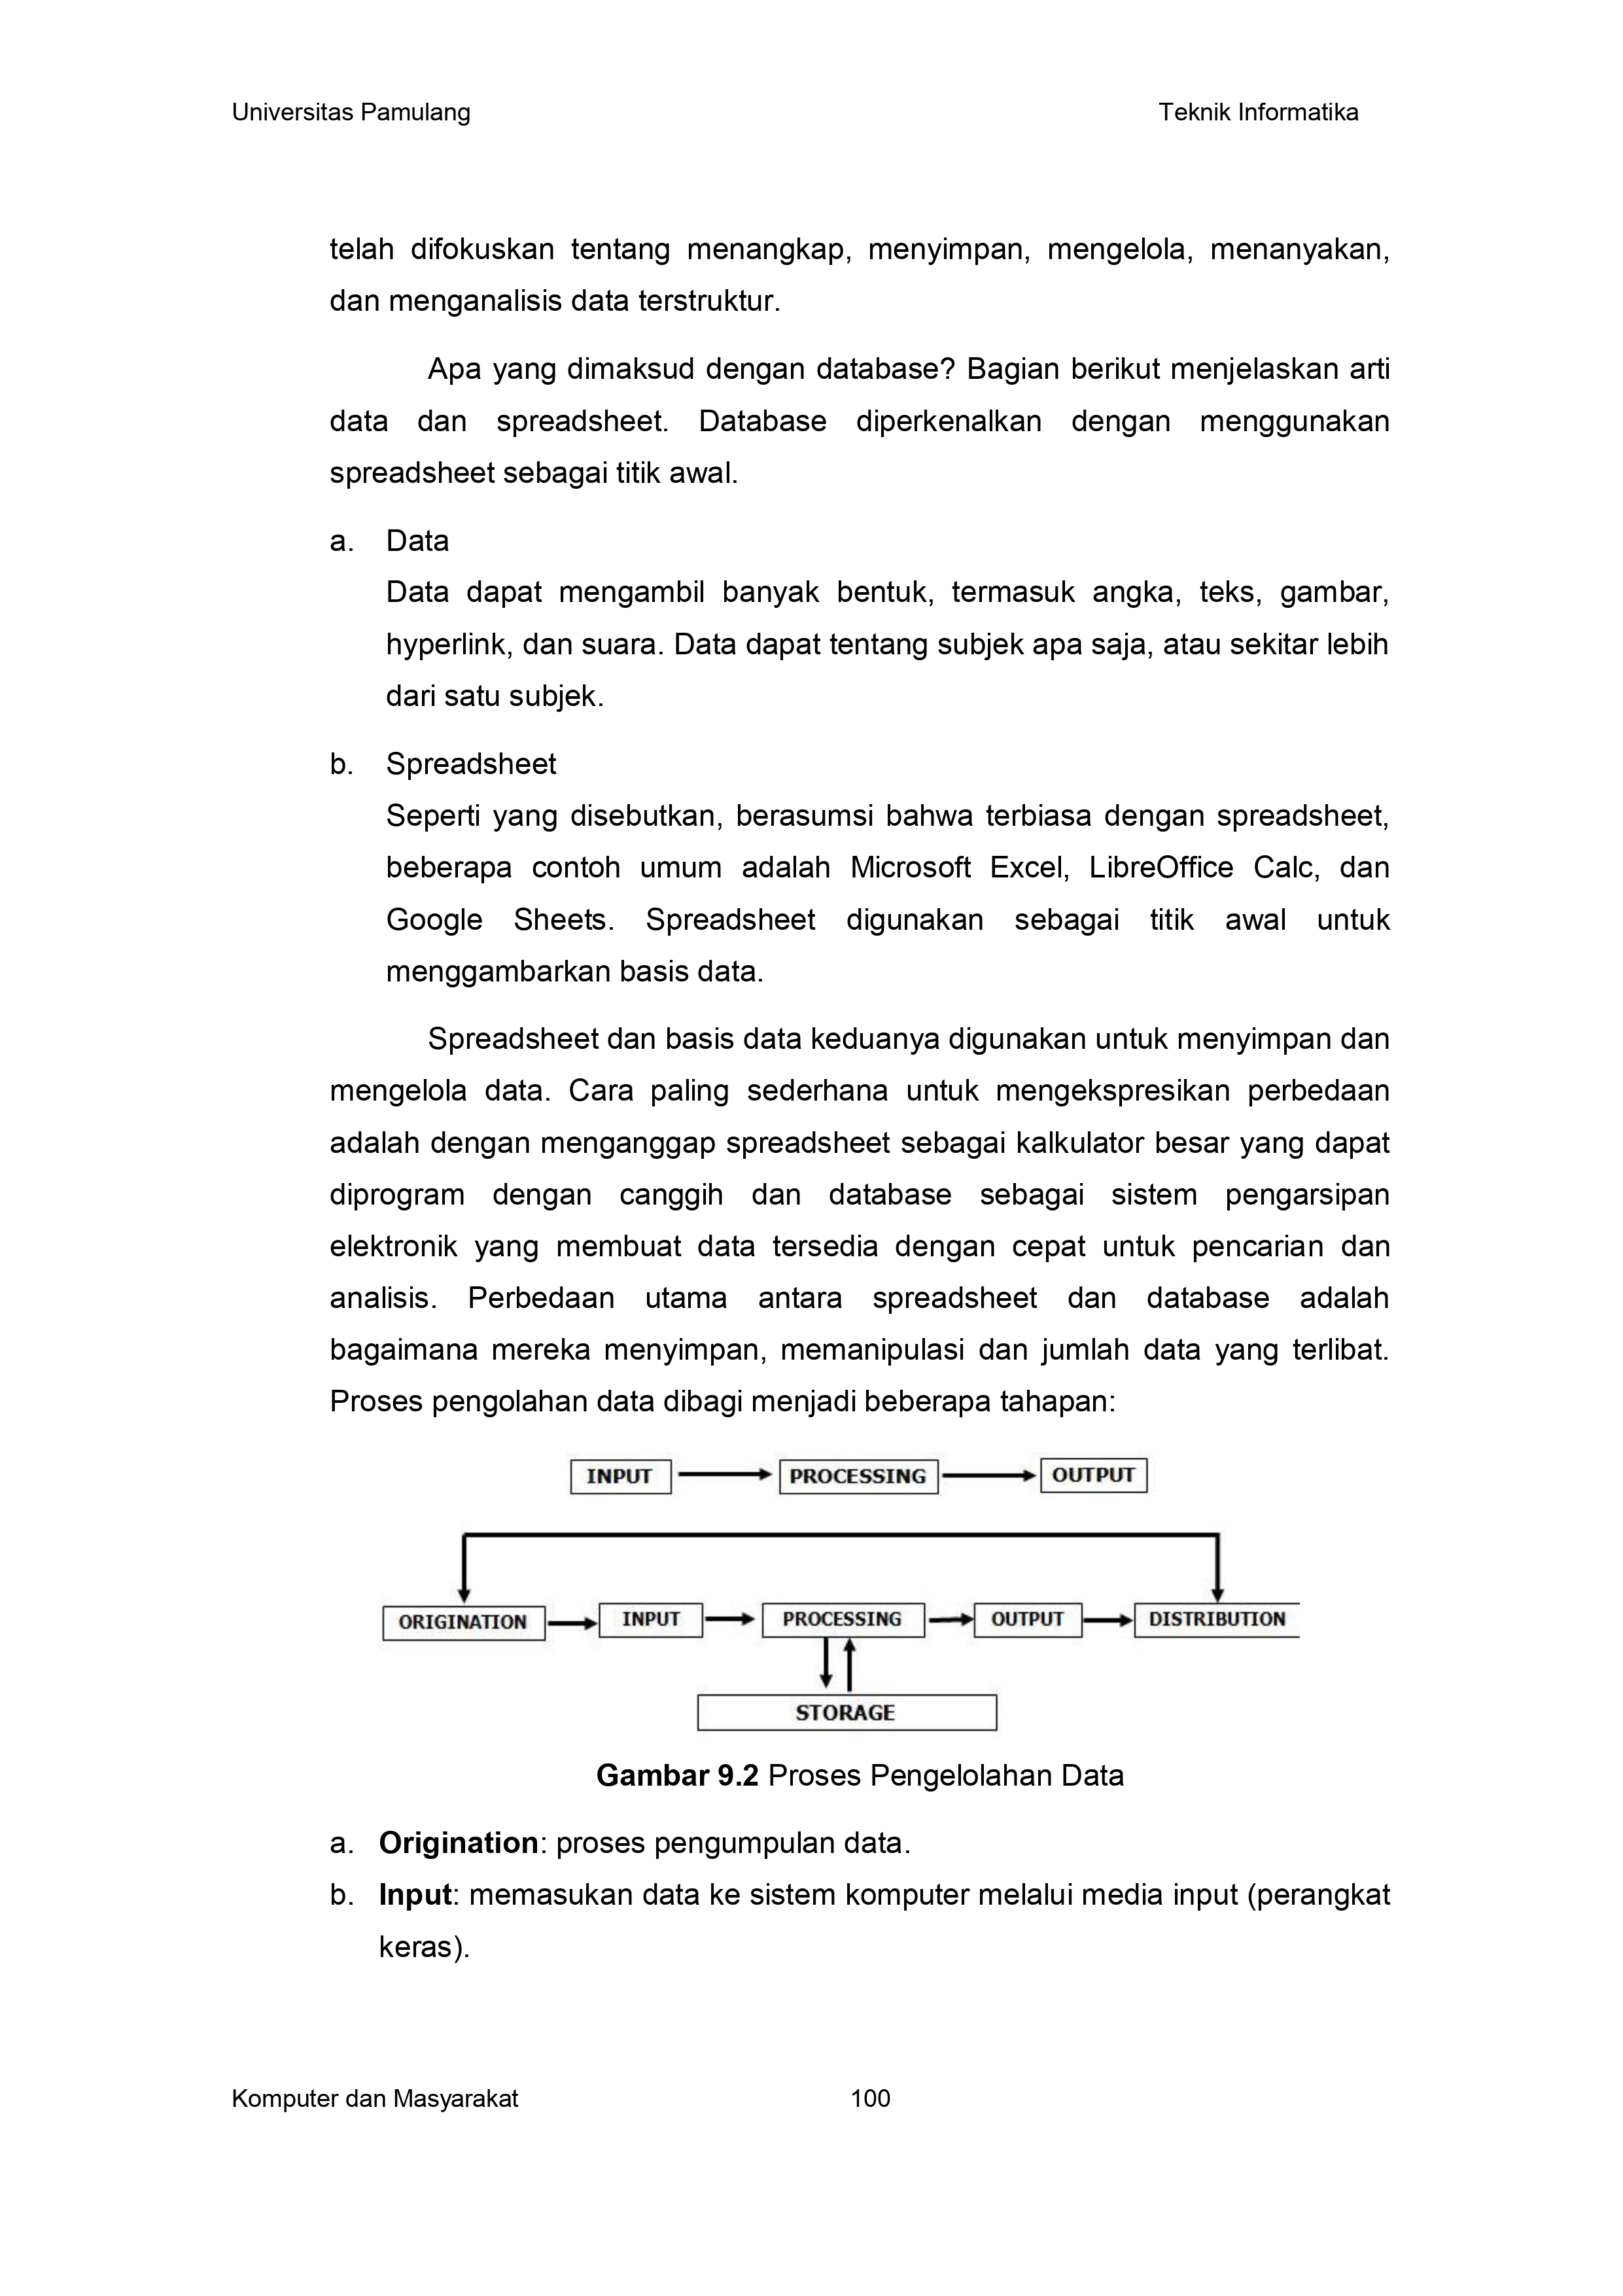 Universitas Pamulang Teknik Informatika
telah difokuskan tentang menangkap, menyimpan, mengelola, menanyakan,
dan menganalisis data terstruktur.
Apa yang dimaksud dengan database? Bagian berikut menjelaskan arti
data dan spreadsheet. Database diperkenalkan dengan menggunakan
spreadsheet sebagai titik awal.
a. Data
Data dapat mengambil banyak bentuk, termasuk angka, teks, gambar,
hyperlink, dan suara. Data dapat tentang subjek apa saja, atau sekitar lebih
dari satu subjek.
b. Spreadsheet
Seperti yang disebutkan, berasumsi bahwa terbiasa dengan spreadsheet,
beberapa contoh umum adalah Microsoft Excel, LibreOffice Calc, dan
Google Sheets. Spreadsheet digunakan sebagai titik awal untuk
menggambarkan basis data.
Spreadsheet dan basis data keduanya digunakan untuk menyimpan dan
mengelola data. Cara paling sederhana untuk mengekspresikan perbedaan
adalah dengan menganggap spreadsheet sebagai kalkulator besar yang dapat
diprogram dengan canggih dan database sebagai sistem pengarsipan
elektronik yang membuat data tersedia dengan cepat untuk pencarian dan
analisis. Perbedaan utama antara spreadsheet dan database adalah
bagaimana mereka menyimpan, memanipulasi dan jumlah data yang terlibat.
Proses pengolahan data dibagi menjadi beberapa tahapan:
INPUT PROCESSING OUTPUT
ORIGINATION INPUT PROCESSING OUTPUT DISTRIBUTION
STORAGE
Gambar 9.2 Proses Pengelolahan Data
a. Origination: proses pengumpulan data.
b. Input: memasukan data ke sistem komputer melalui media input (perangkat
keras).
Komputer dan Masyarakat 100